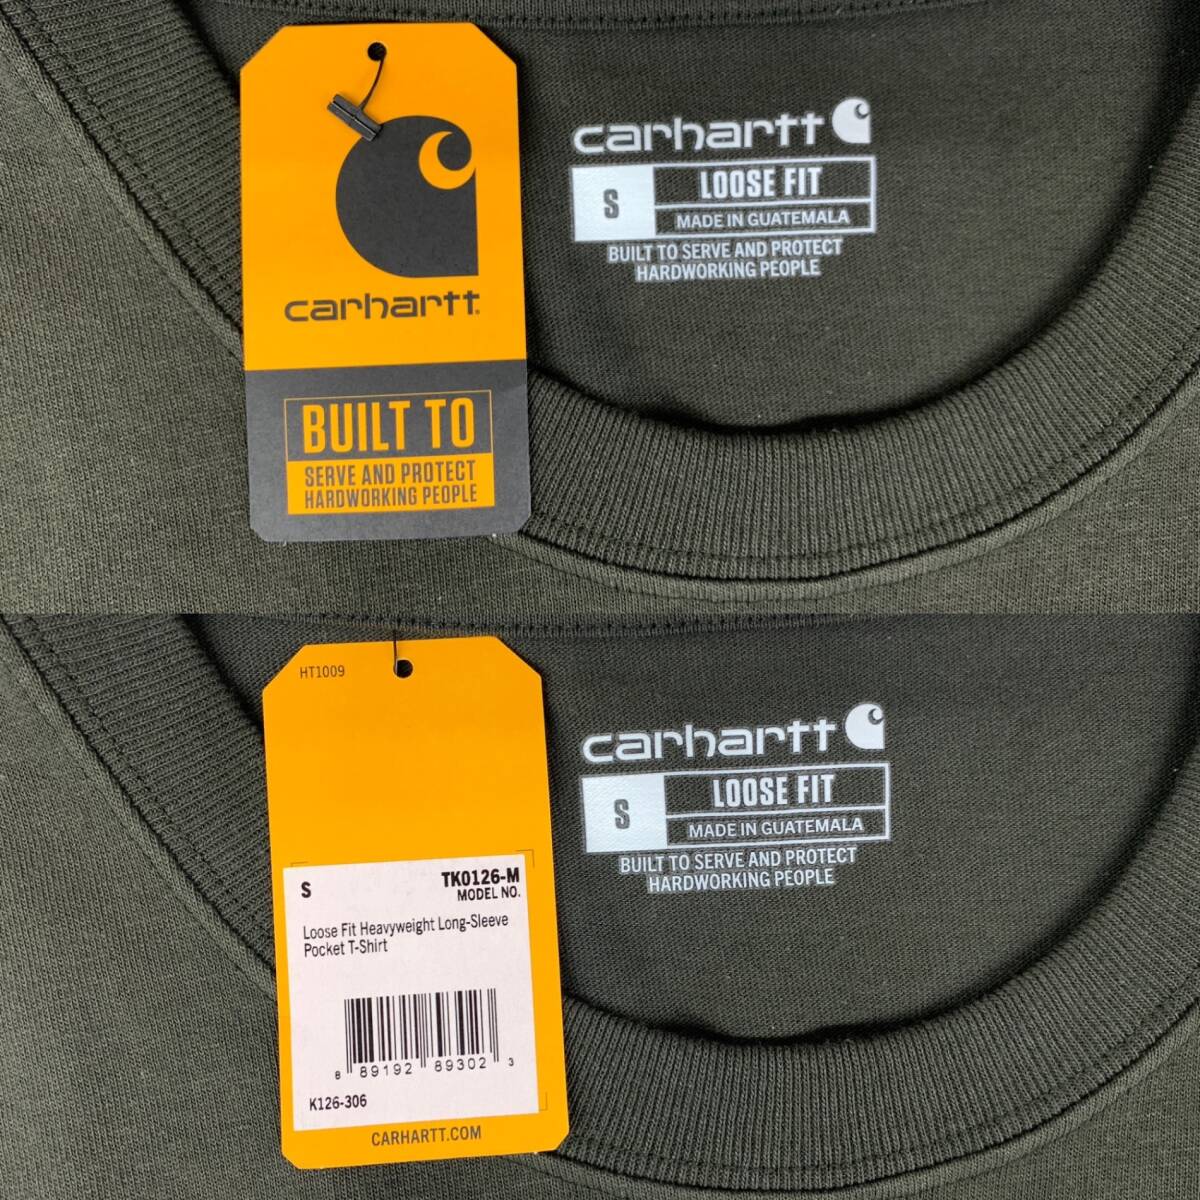 carhartt.
BUILT TO
SERVE AND PROTECT
HARDWORKING PEOPLE
carhartt
S
LOOSE FIT
MADE IN GUATEMALA
BUILT TO SERVE AND PROTECT
HARDWORKING PEOPLE
HT1009
S
TK0126-M
MODEL NO.
Loose Fit Heavyweight Long-Sleeve
Pocket T-Shirt
8 89192 89302 3
K126-306
CARHARTT.COM
carhartt
S
LOOSE FIT
MADE IN GUATEMALA
BUILT TO SERVE AND PROTECT
HARDWORKING PEOPLE